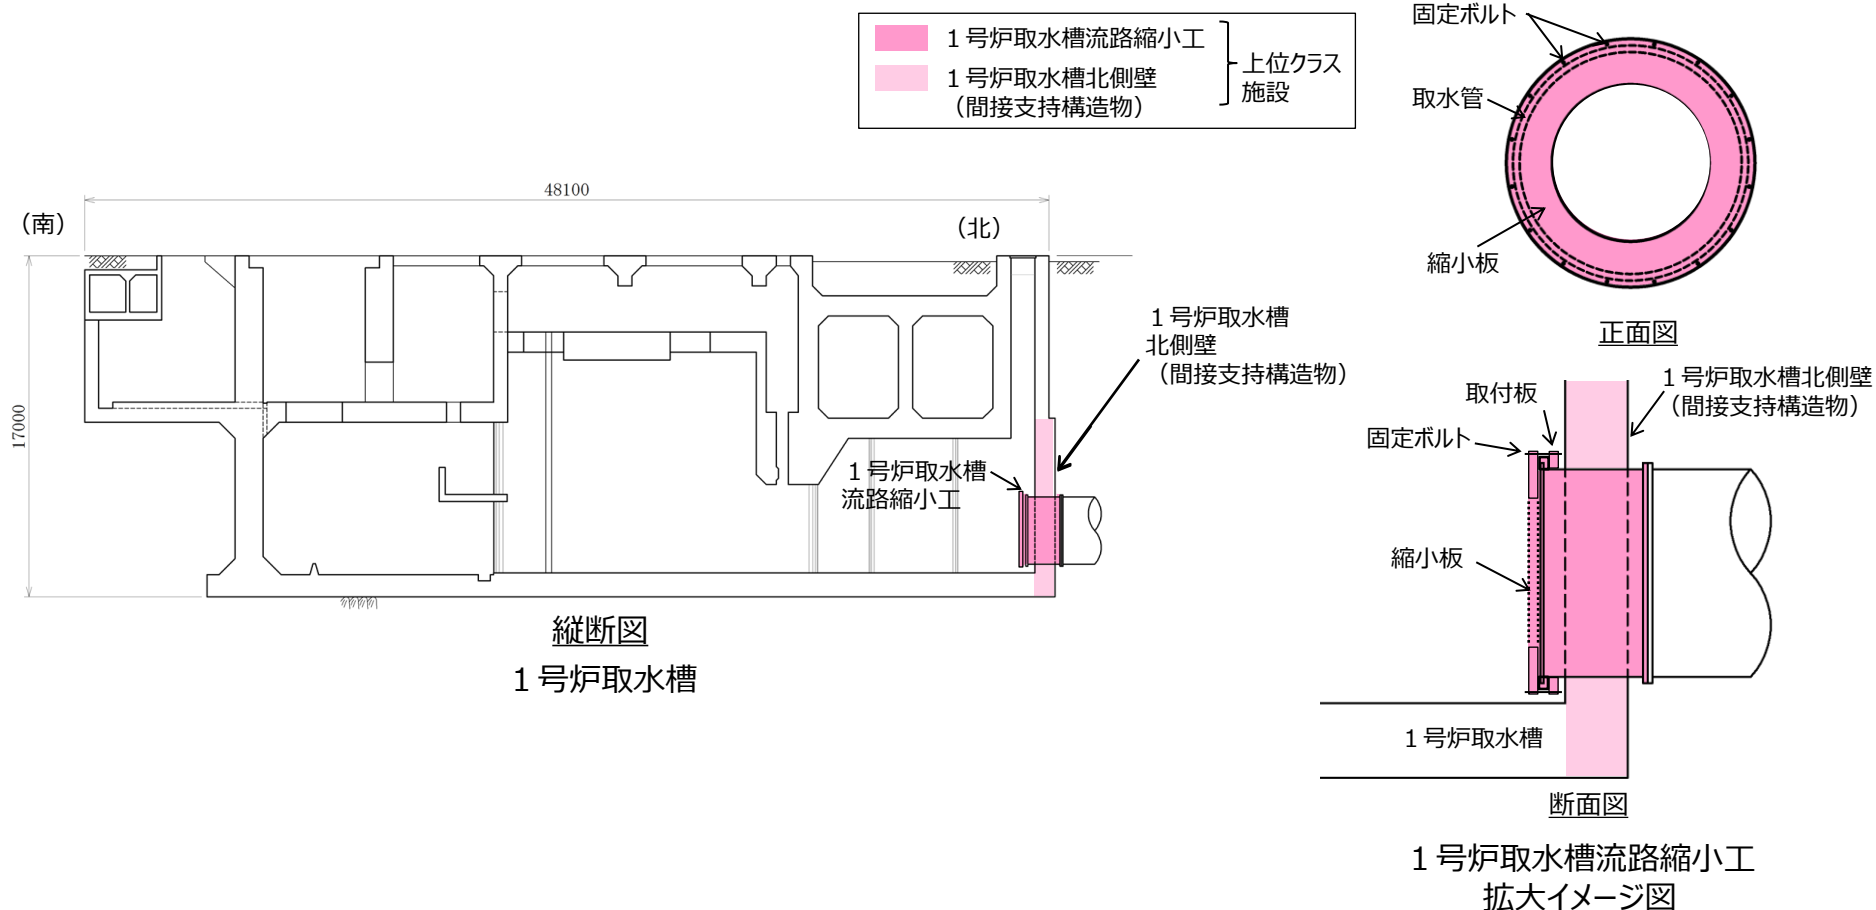 １号炉取水槽流路縮小工
１号炉取水槽北側壁
（間接支持構造物）
上位クラス
施設
固定ボルト
取水管
縮小板
正面図
48100
（南）
（北）
17000
１号炉取水槽
北側壁
（間接支持構造物）
１号炉取水槽
流路縮小工
縦断図
１号炉取水槽
取付板
１号炉取水槽北側壁
（間接支持構造物）
固定ボルト
縮小板
１号炉取水槽
断面図
１号炉取水槽流路縮小工
拡大イメージ図